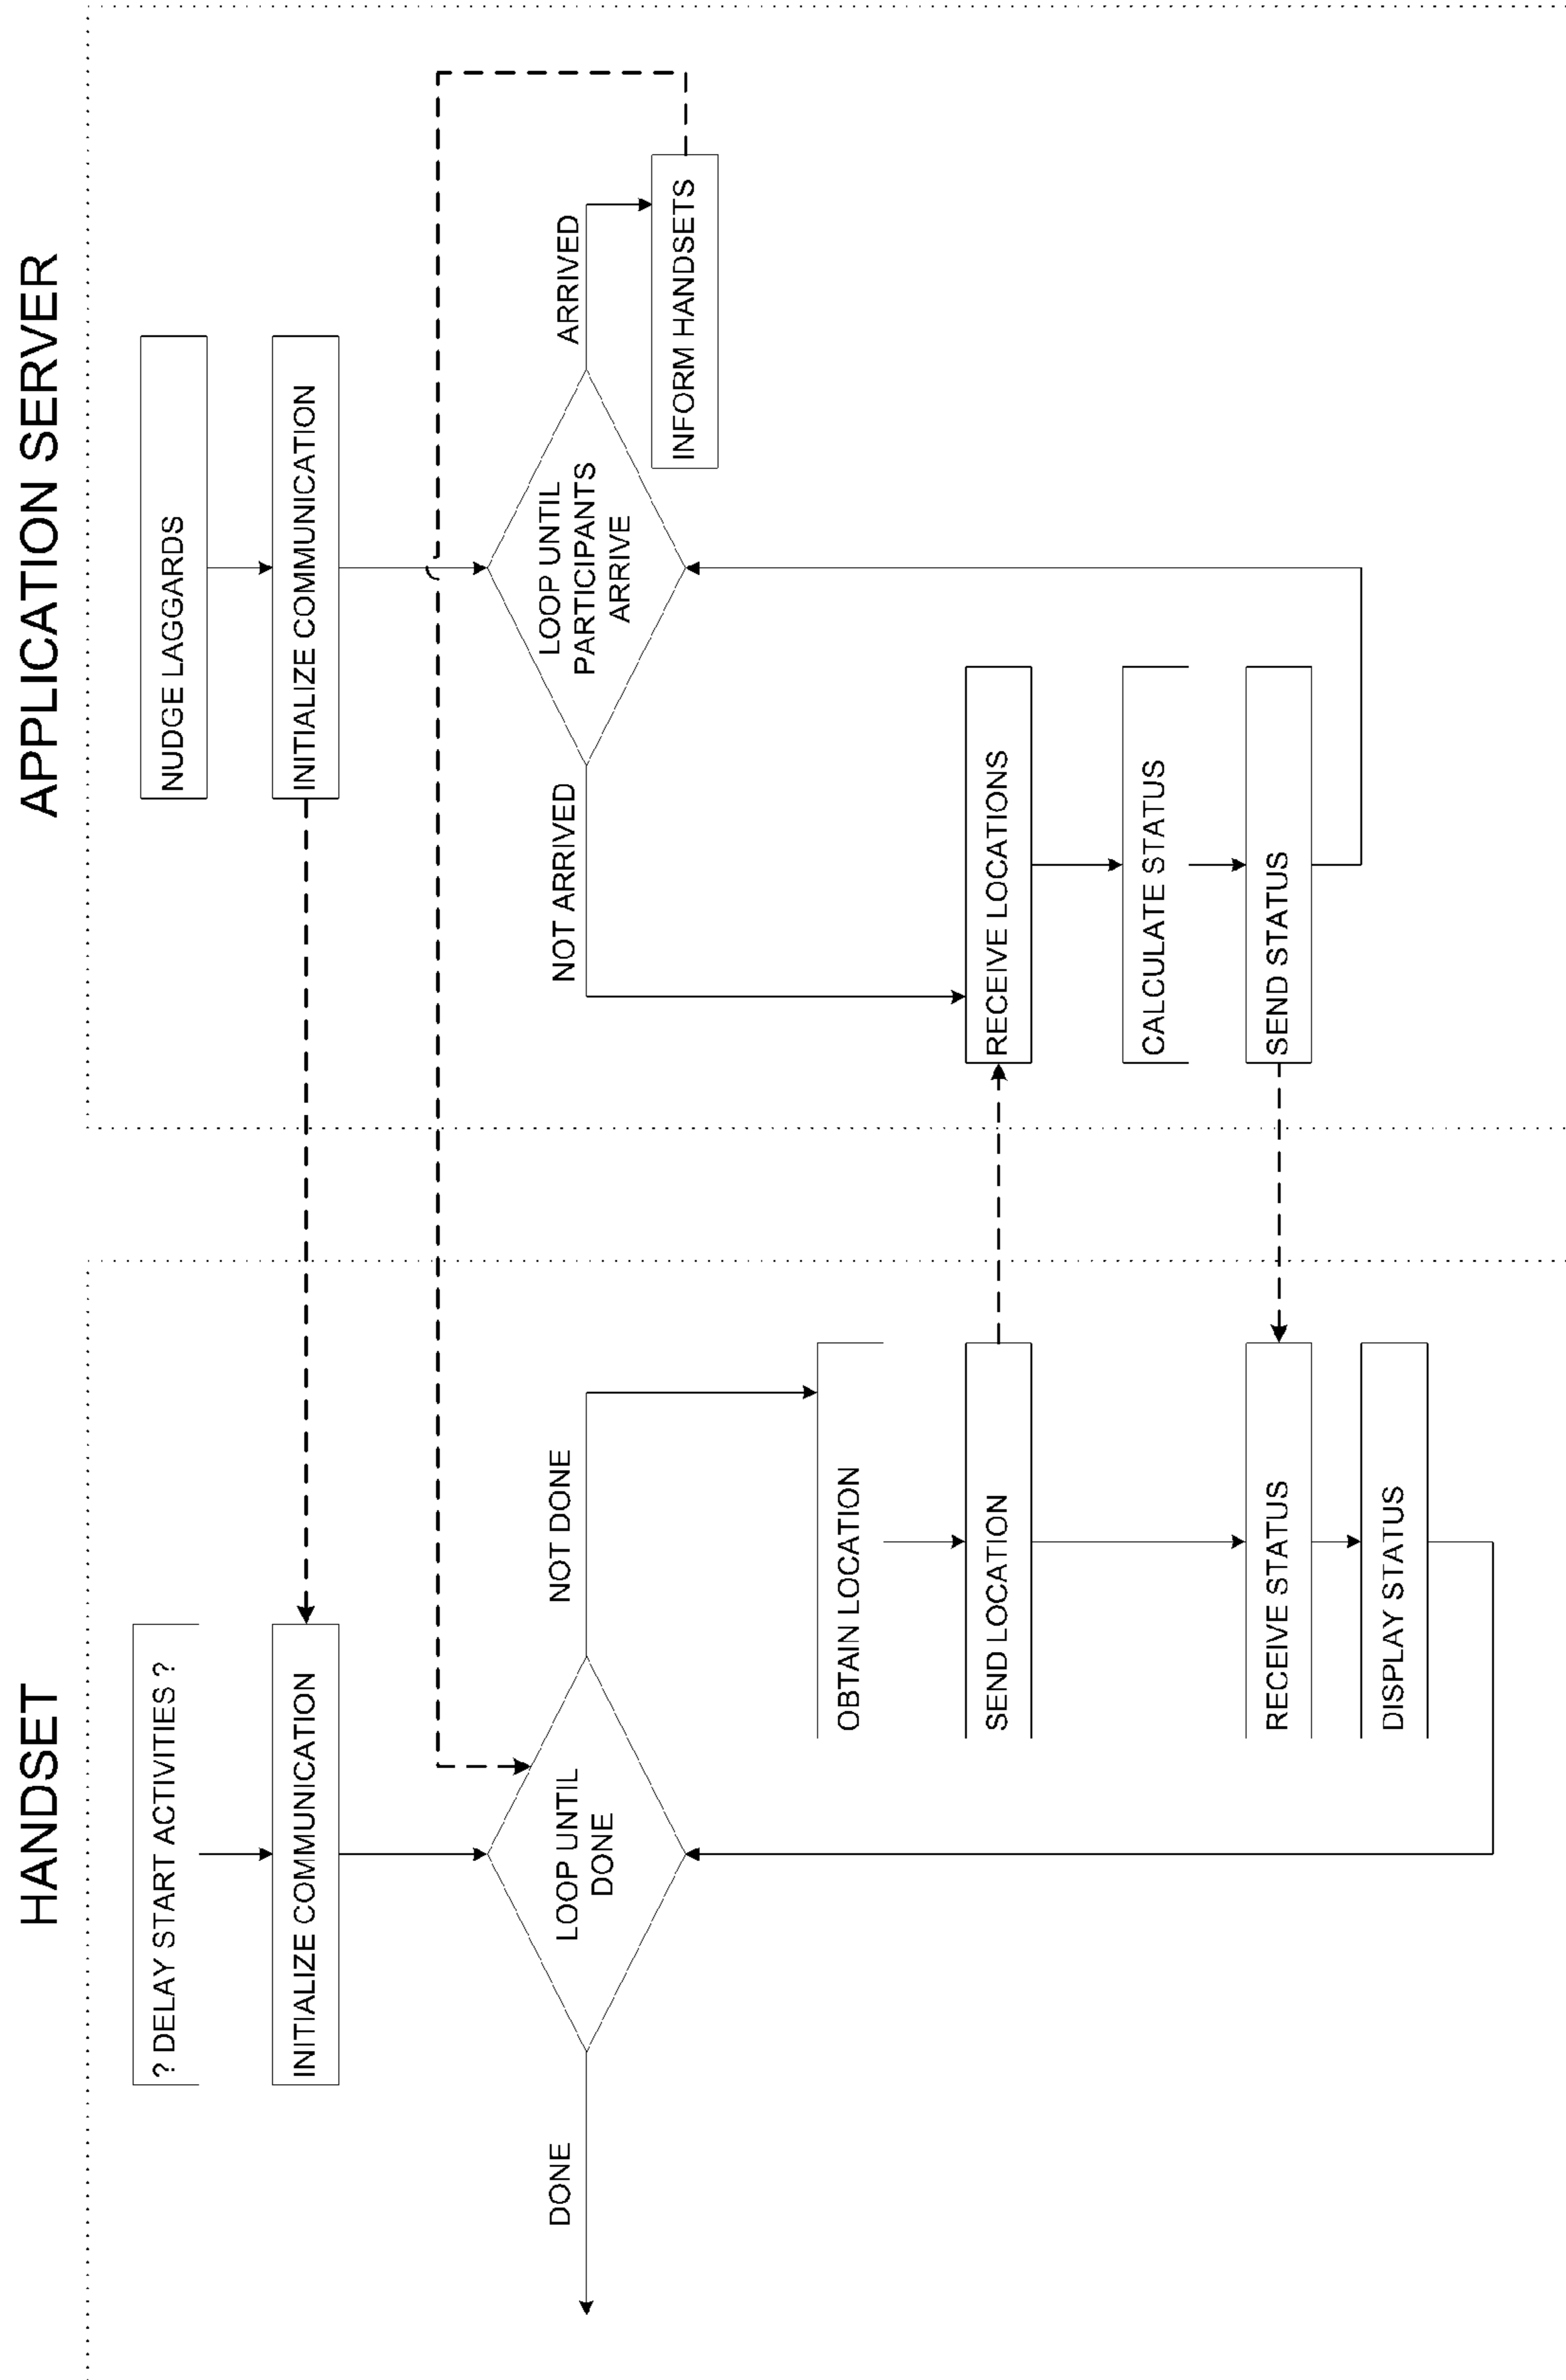 HANDSET
? DELAY START ACTIVITIES ?
INITIALIZE COMMUNICATION
LOOP UNTIL
DONE
DONE
NOT DONE
OBTAIN LOCATION
SEND LOCATION
RECEIVE STATUS
DISPLAY STATUS
APPLICATION SERVER
NUDGE LAGGARDS
INITIALIZE COMMUNICATION
LOOP UNTIL
PARTICIPANTS
ARRIVE
NOT ARRIVED
ARRIVED
INFORM HANDSETS
RECEIVE LOCATIONS
CALCULATE STATUS
SEND STATUS